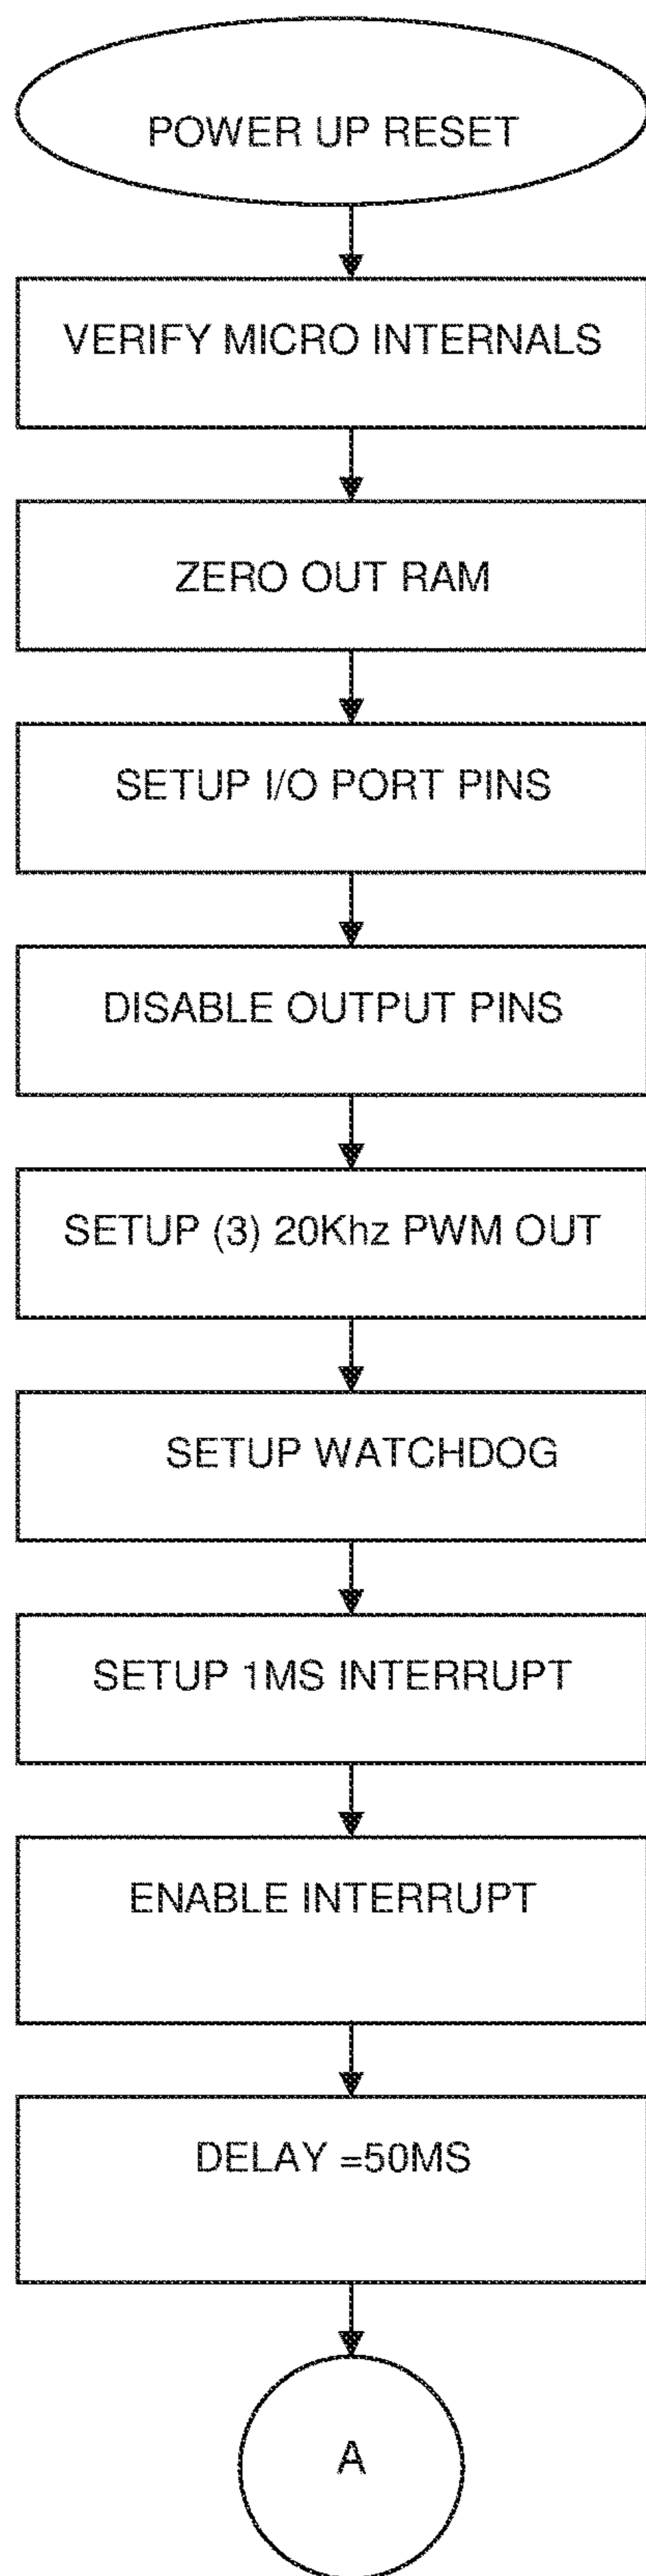 POWER UP RESET
VERIFY MICRO INTERNALS
ZERO OUT RAM
SETUP I/O PORT PINS
DISABLE OUTPUT PINS
SETUP (3) 20Khz PWM OUT
SETUP WATCHDOG
SETUP 1MS INTERRUPT
ENABLE INTERRUPT
DELAY =50MS
A